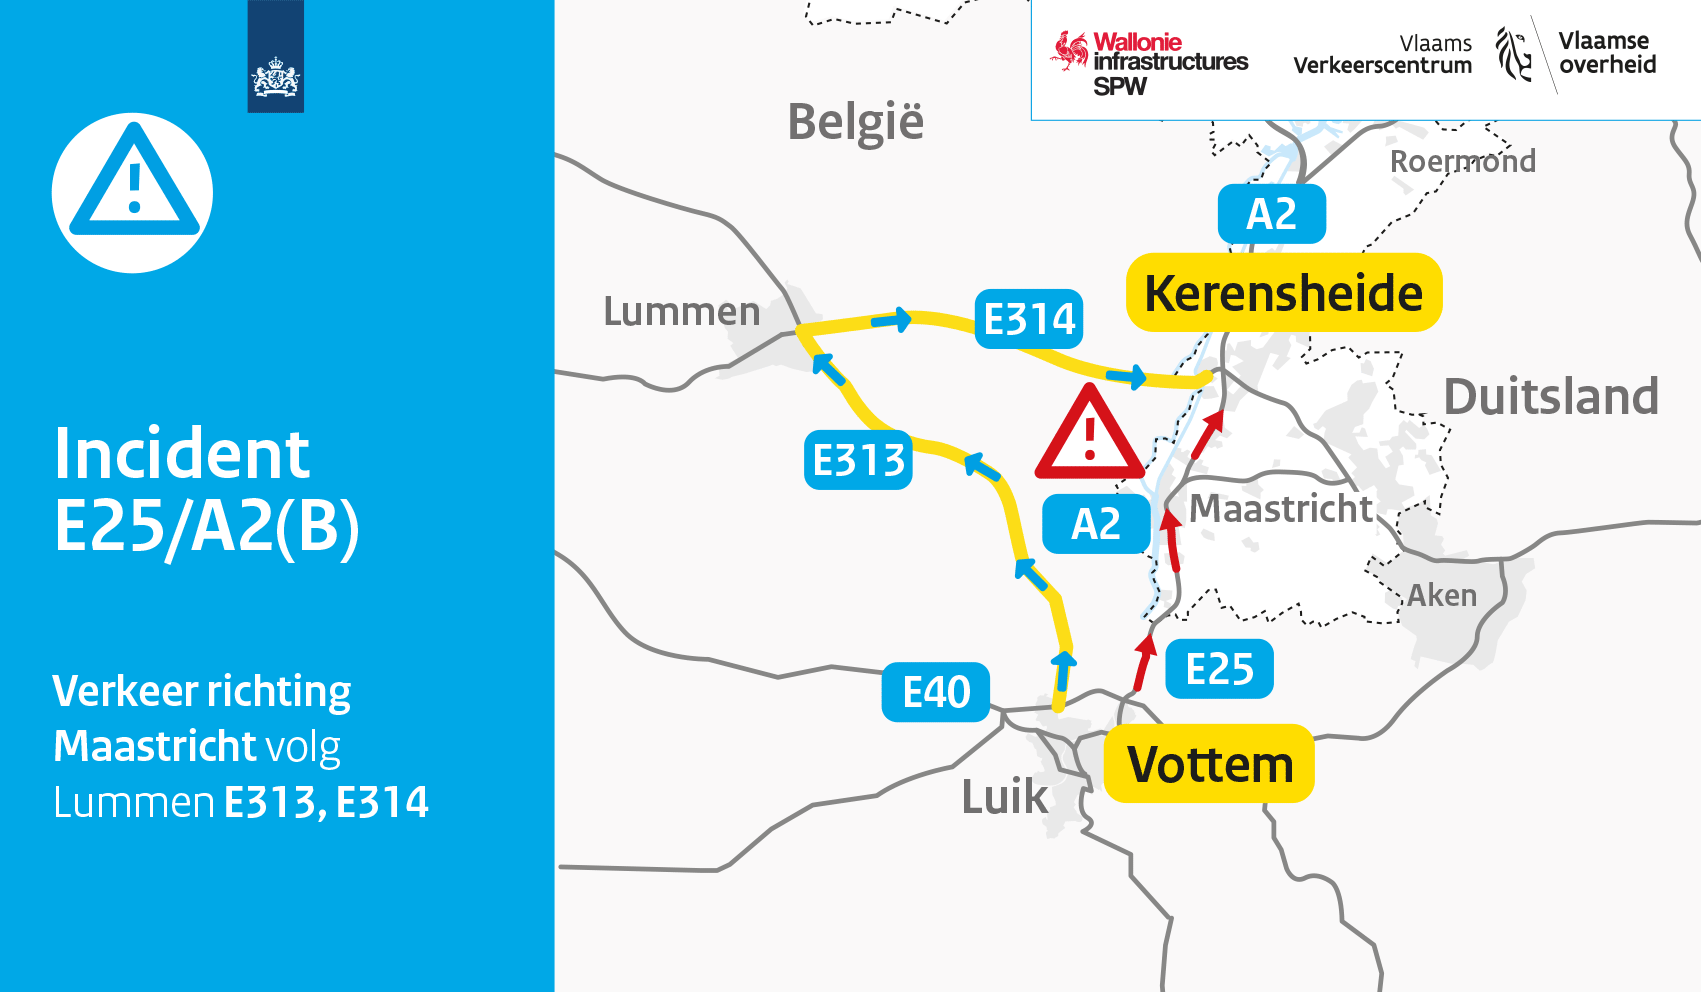 Incident
E25/A2(B)
Verkeer richting
Maastricht volg
Lummen E313, E314
Wallonie
infrastructures
SPW
Vlaams
Verkeerscentrum
Vlaamse
overheid
België
Roermond
A2
Kerensheide
Lummen
E314
Duitsland
E313
A2
Maastricht
Aken
E25
E40
Vottem
Luik